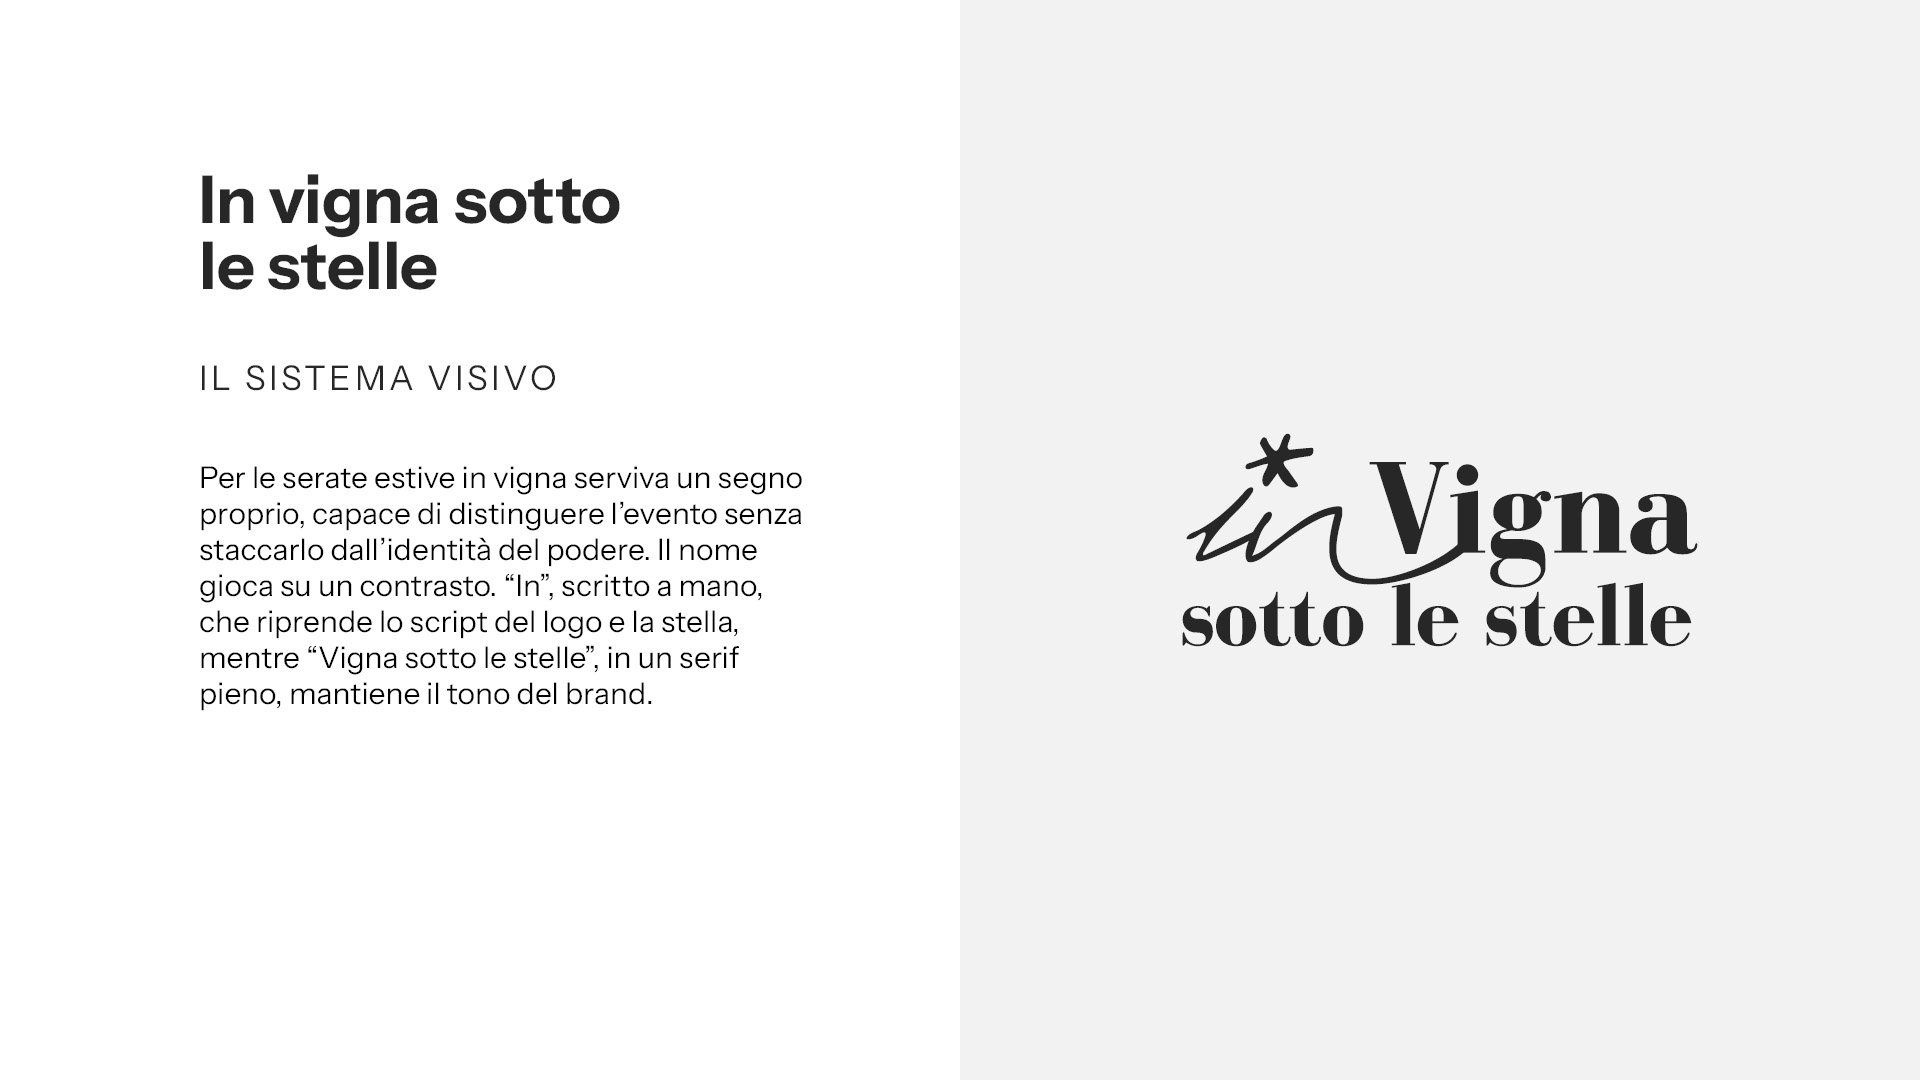 In vigna sotto
le stelle
IL SISTEMA VISIVO
Per le serate estive in vigna serviva un segno
proprio, capace di distinguere l’evento senza
staccarlo dall’identità del podere. Il nome
gioca su un contrasto. “In”, scritto a mano,
che riprende lo script del logo e la stella,
mentre “Vigna sotto le stelle”, in un serif
pieno, mantiene il tono del brand.
in Vigna
sotto le stelle